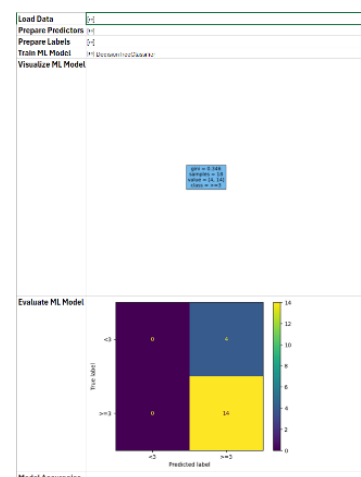 Load Data [↔]
Prepare Predictors [↔]
Prepare Labels [↔]
Train ML Model [↔] DecisionTreeClassifier
Visualize ML Model
gini = 0.346
samples = 18
value = [4, 14]
class = >=3
Evaluate ML Model
14
12
10
8
6
4
2
0
True label
<3
0
4
>=3
0
14
<3
>=3
Predicted label